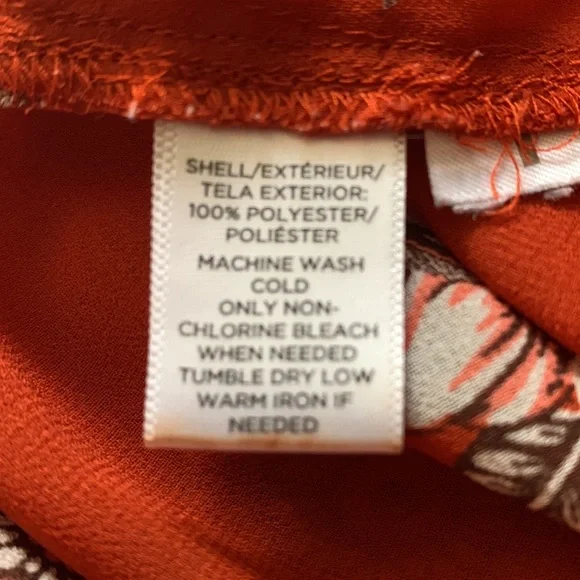 SHELL/EXTÉRIEUR/
TELA EXTERIOR:
100% POLYESTER/
POLIÉSTER
MACHINE WASH
COLD
ONLY NON-
CHLORINE BLEACH
WHEN NEEDED
TUMBLE DRY LOW
WARM IRON IF
NEEDED